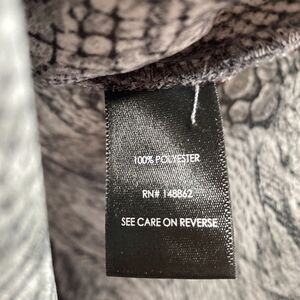 100% POLYESTER
RN# 148862
SEE CARE ON REVERSE